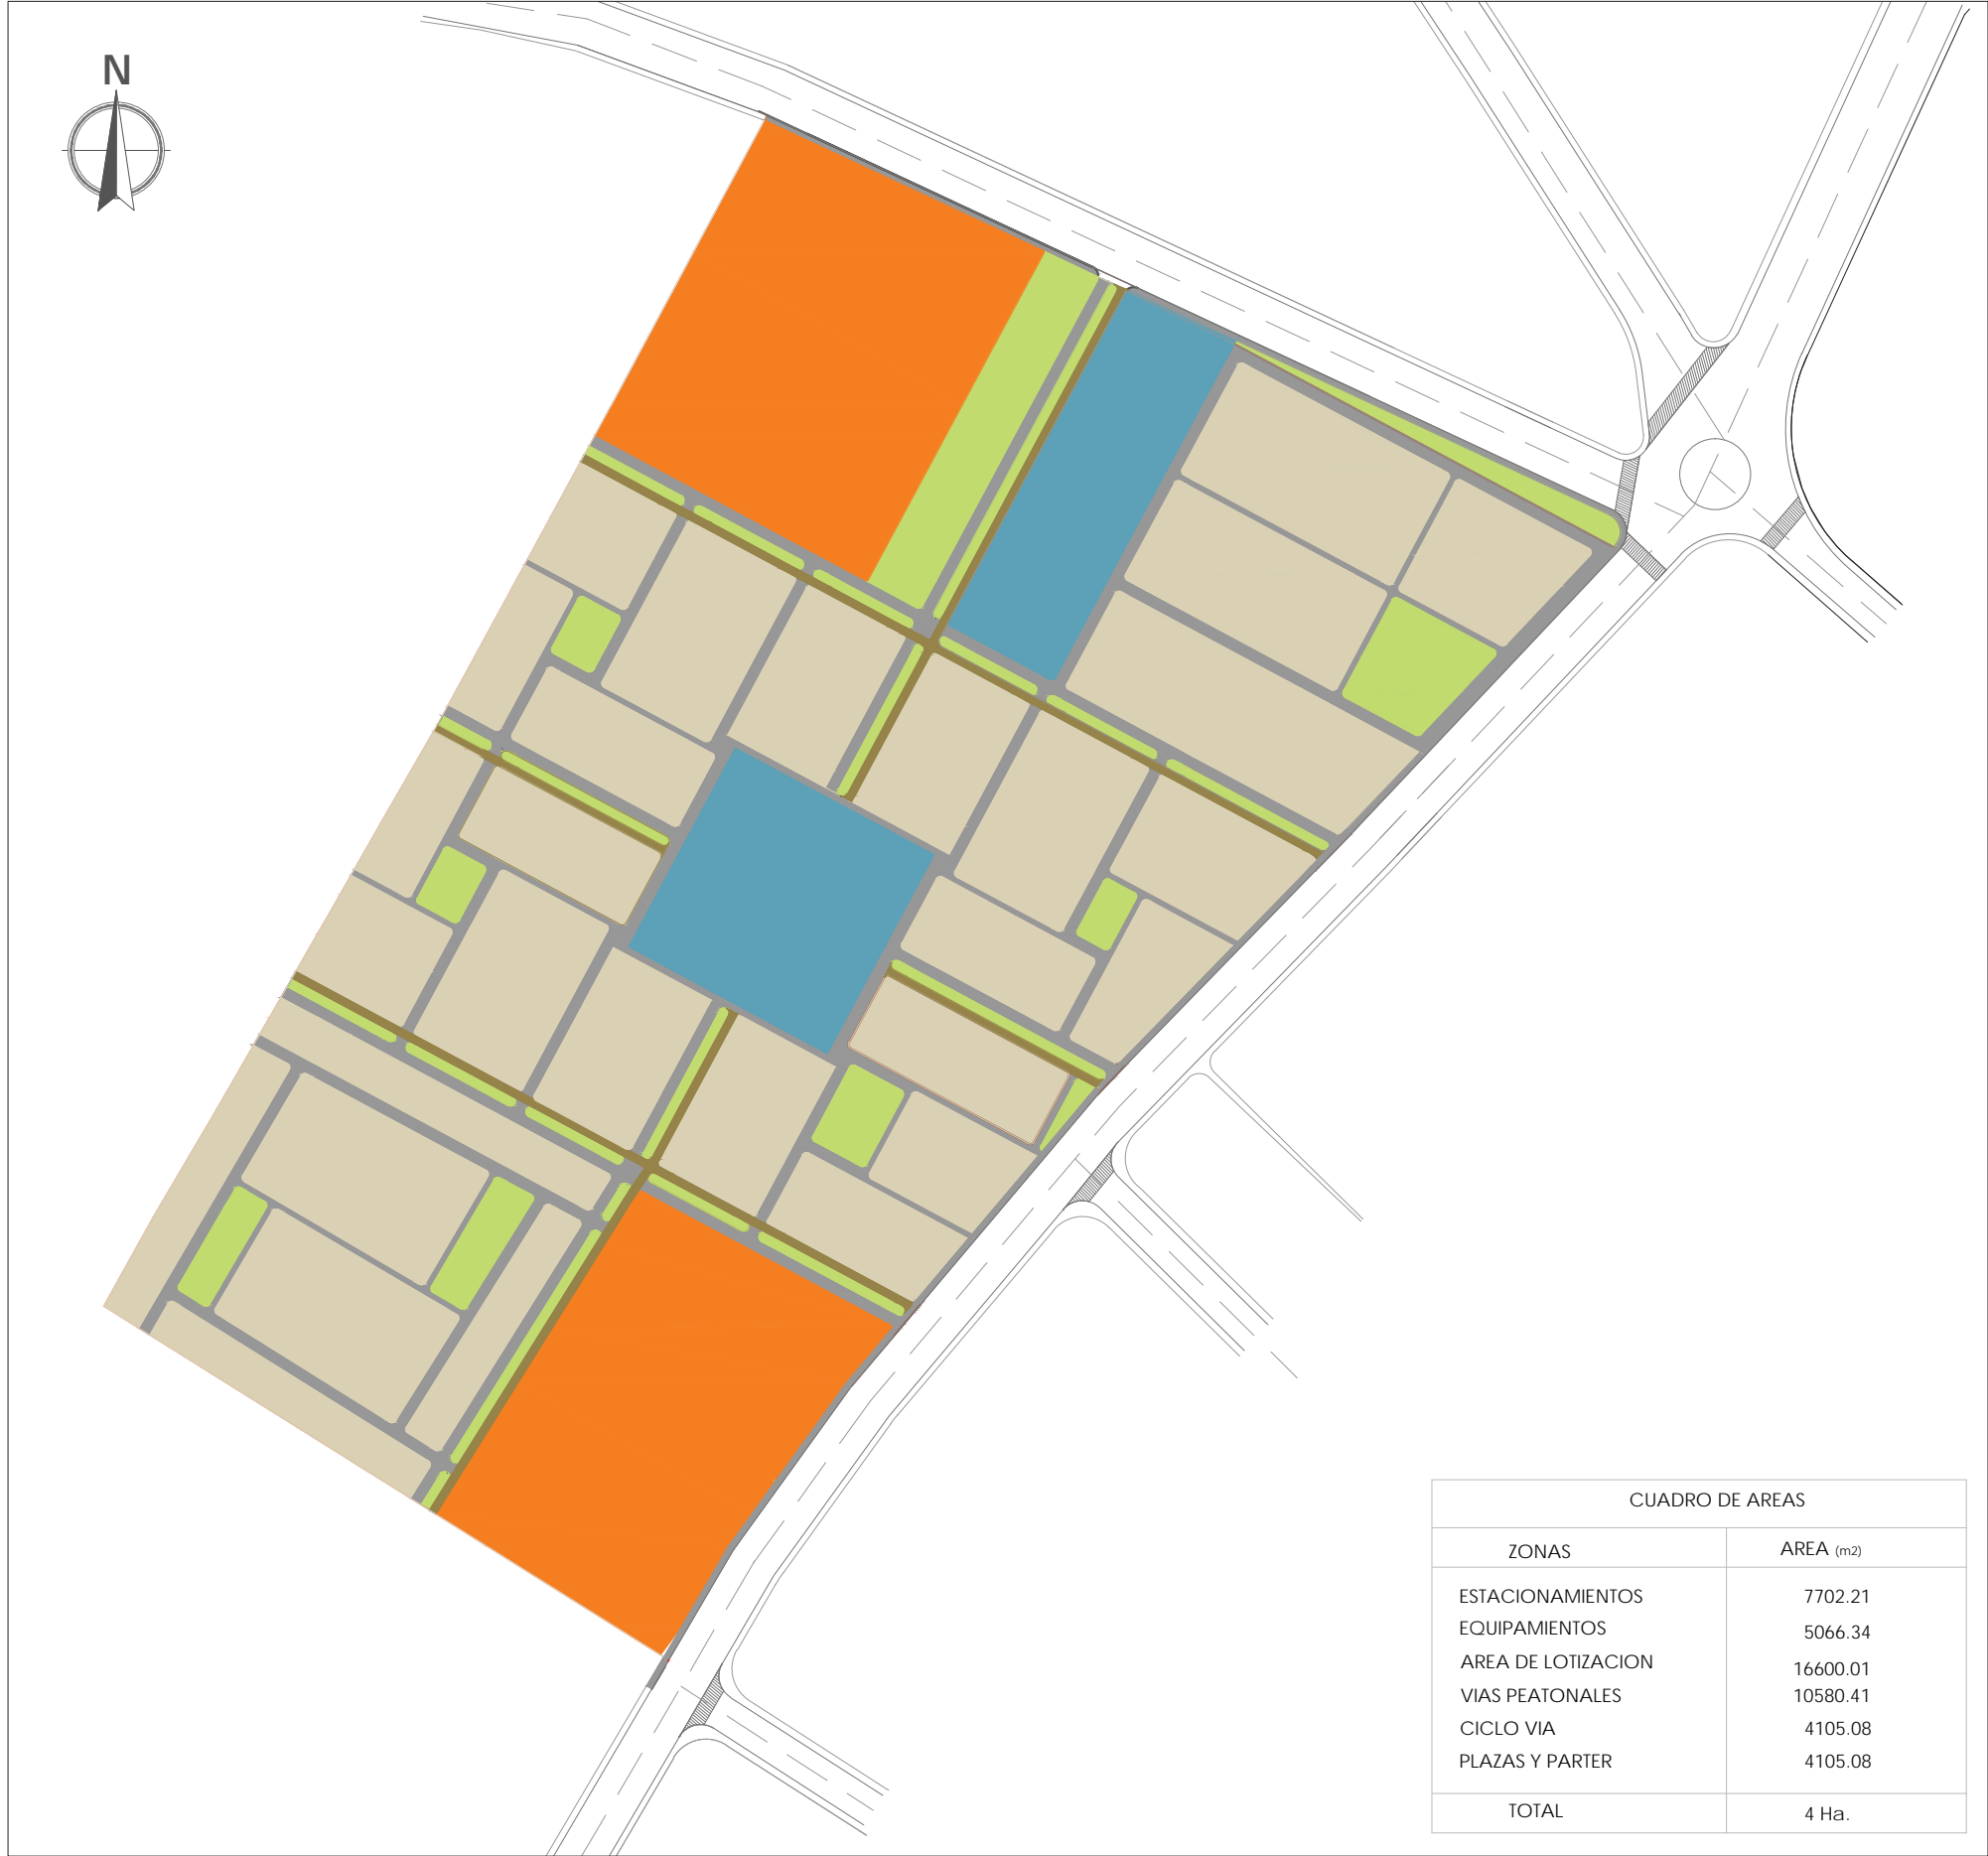 N
CUADRO DE AREAS
ZONAS AREA (m2)
ESTACIONAMIENTOS 7702.21
EQUIPAMIENTOS 5066.34
AREA DE LOTIZACION 16600.01
VIAS PEATONALES 10580.41
CICLO VIA 4105.08
PLAZAS Y PARTER 4105.08
TOTAL 4 Ha.